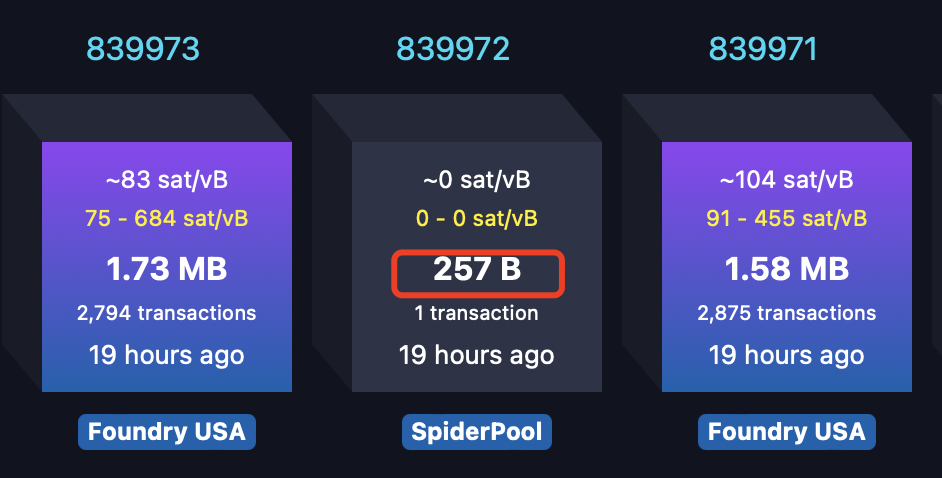 839973
~83 sat/vB
75 - 684 sat/vB
1.73 MB
2,794 transactions
19 hours ago
Foundry USA
839972
~0 sat/vB
0 - 0 sat/vB
257 B
1 transaction
19 hours ago
SpiderPool
839971
~104 sat/vB
91 - 455 sat/vB
1.58 MB
2,875 transactions
19 hours ago
Foundry USA